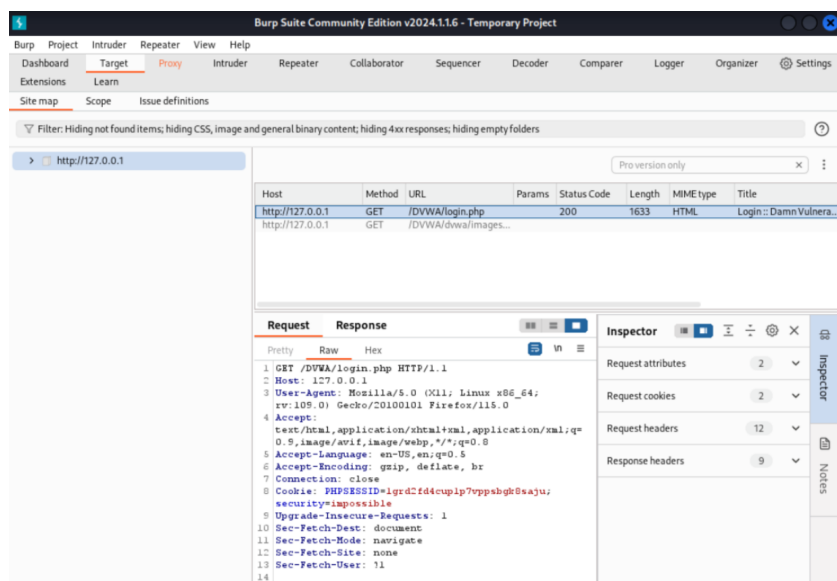 Burp Suite Community Edition v2024.1.1.6 - Temporary Project
Burp Project Intruder Repeater View Help
Dashboard Target Proxy Intruder Repeater Collaborator Sequencer Decoder Comparer Logger Organizer Settings
Extensions Learn
Site map Scope Issue definitions
Filter: Hiding not found items; hiding CSS, image and general binary content; hiding 4xx responses; hiding empty folders
http://127.0.0.1
Pro version only
Host Method URL Params Status Code Length MIME type Title
http://127.0.0.1 GET /DVWA/login.php 200 1633 HTML Login :: Damn Vulnera...
http://127.0.0.1 GET /DVWA/dvwa/images...
Request Response
Pretty Raw Hex \n
1 GET /DVWA/login.php HTTP/1.1
2 Host: 127.0.0.1
3 User-Agent: Mozilla/5.0 (X11; Linux x86_64;
rv:109.0) Gecko/20100101 Firefox/115.0
4 Accept:
text/html,application/xhtml+xml,application/xml;q=
0.9,image/avif,image/webp,*/*;q=0.8
5 Accept-Language: en-US,en;q=0.5
6 Accept-Encoding: gzip, deflate, br
7 Connection: close
8 Cookie: PHPSESSID=lgrd2fd4cup1p7vppsbgk8saju;
security=impossible
9 Upgrade-Insecure-Requests: 1
10 Sec-Fetch-Dest: document
11 Sec-Fetch-Mode: navigate
12 Sec-Fetch-Site: none
13 Sec-Fetch-User: ?1
14
Inspector
Request attributes 2
Request cookies 2
Request headers 12
Response headers 9
Inspector
Notes